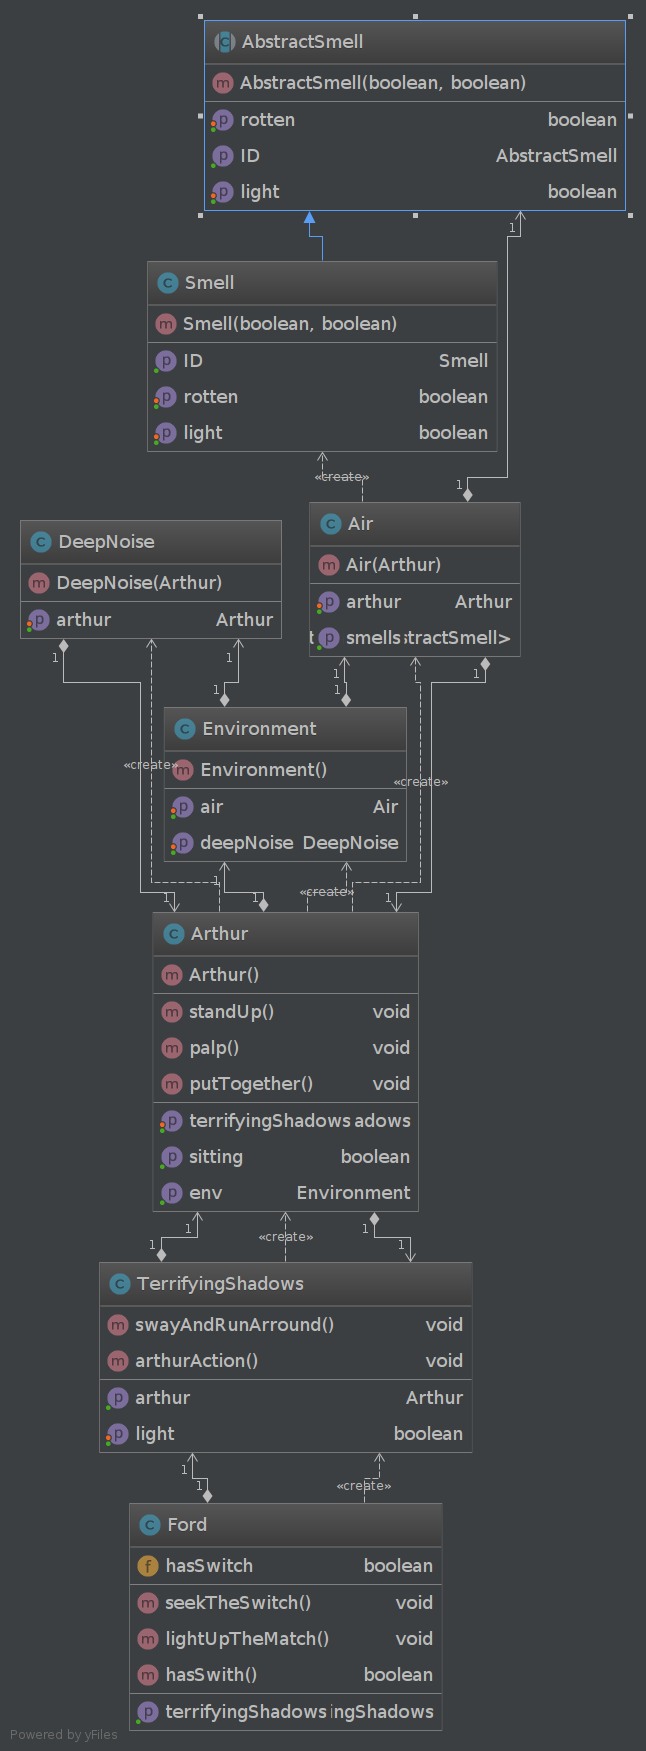 AbstractSmell
AbstractSmell(boolean, boolean)
rotten boolean
ID AbstractSmell
light boolean
1
Smell
Smell(boolean, boolean)
ID Smell
rotten boolean
light boolean
«create»
1
DeepNoise
DeepNoise(Arthur)
arthur Arthur
Air
Air(Arthur)
arthur Arthur
smells tractSmell>
1
1
1
1
1
1
Environment
Environment()
air Air
deepNoise DeepNoise
«create»
«create»
1
1
1
«create»
1
Arthur
Arthur()
standUp() void
palp() void
putTogether() void
terrifyingShadows adows
sitting boolean
env Environment
1
1
«create»
1
1
TerrifyingShadows
swayAndRunArround() void
arthurAction() void
arthur Arthur
light boolean
1
1
«create»
Ford
hasSwitch boolean
seekTheSwitch() void
lightUpTheMatch() void
hasSwith() boolean
terrifyingShadows ingShadows
Powered by yFiles